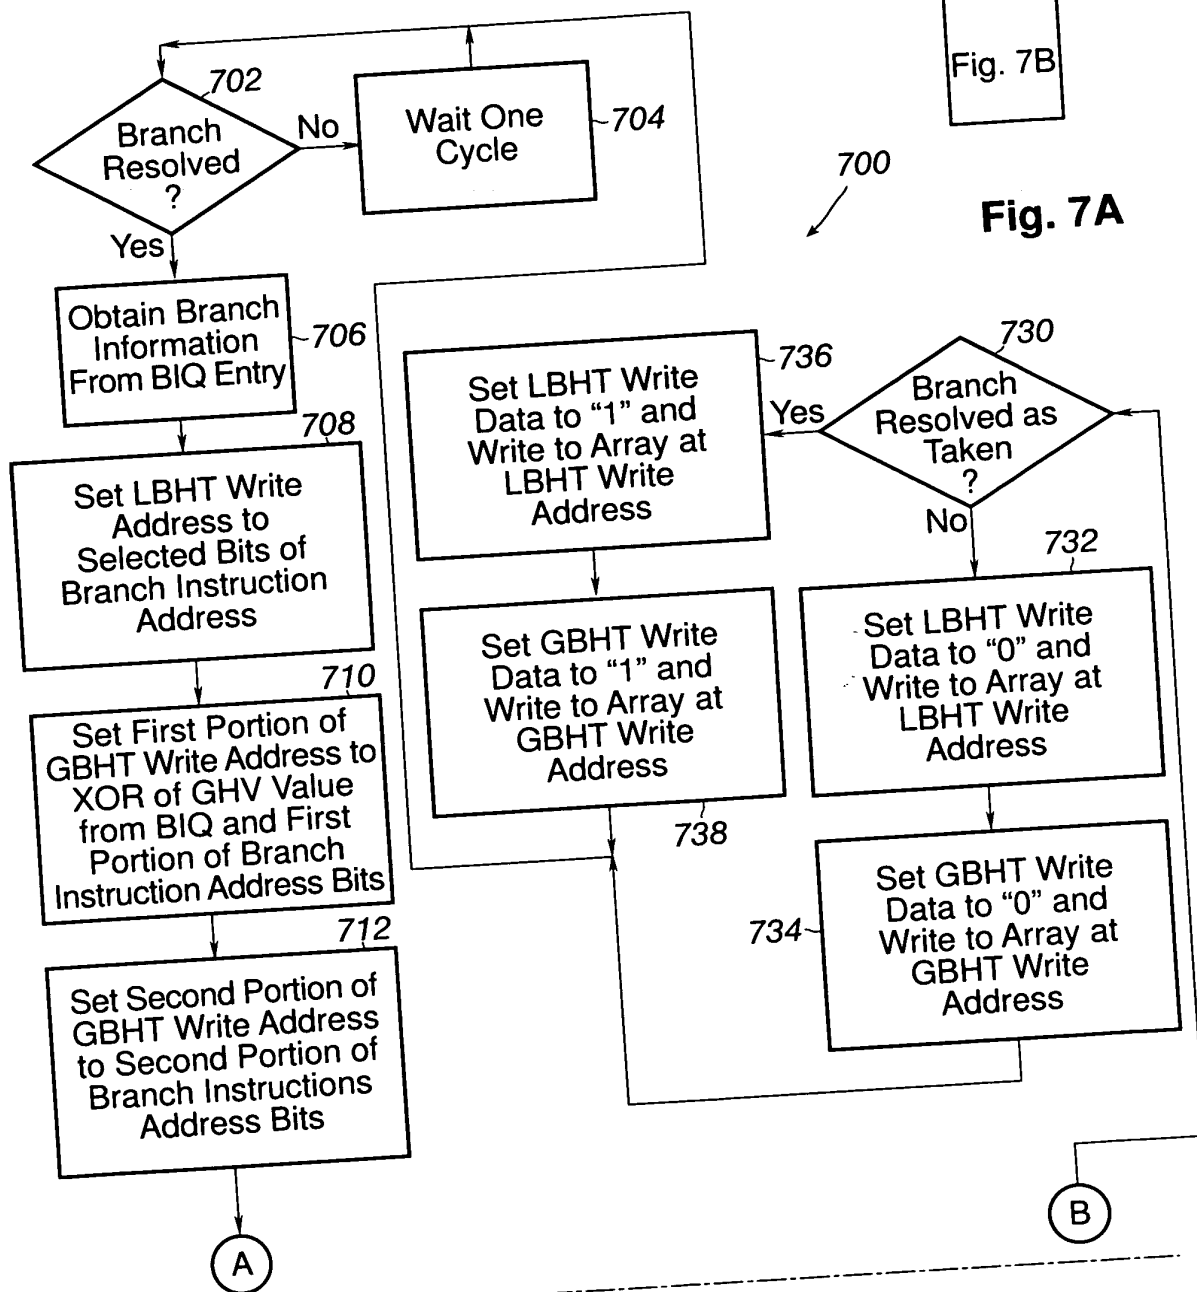 702
Branch
Resolved
?
No
Yes
Wait One
Cycle
704
Fig. 7B
700
Fig. 7A
Obtain Branch
Information
From BIQ Entry
706
708
Set LBHT Write
Address to
Selected Bits of
Branch Instruction
Address
710
Set First Portion of
GBHT Write Address to
XOR of GHV Value
from BIQ and First
Portion of Branch
Instruction Address Bits
712
Set Second Portion of
GBHT Write Address
to Second Portion of
Branch Instructions
Address Bits
A
730
Branch
Resolved as
Taken
?
Yes
No
736
Set LBHT Write
Data to “1” and
Write to Array at
LBHT Write
Address
Set GBHT Write
Data to “1” and
Write to Array at
GBHT Write
Address
738
732
Set LBHT Write
Data to “0” and
Write to Array at
LBHT Write
Address
734
Set GBHT Write
Data to “0” and
Write to Array at
GBHT Write
Address
B